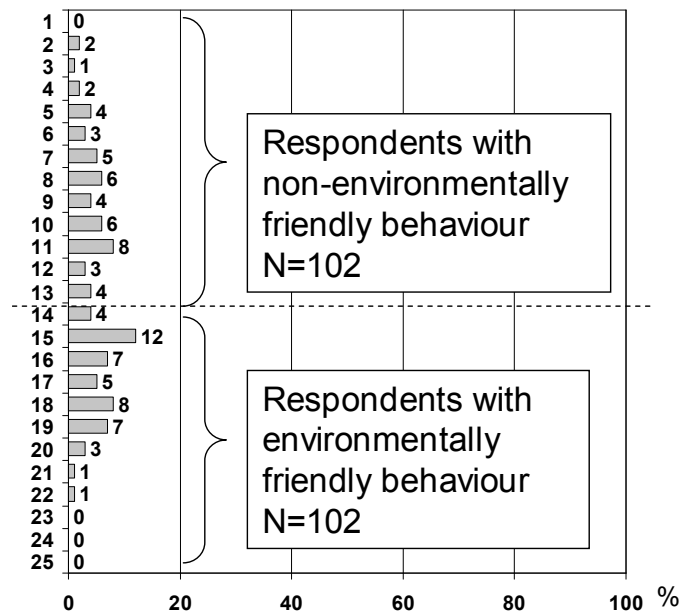 1 0
2 2
3 1
4 2
5 4
6 3
7 5
8 6
9 4
10 6
11 8
12 3
13 4
Respondents with
non-environmentally
friendly behaviour
N=102
14 4
15 12
16 7
17 5
18 8
19 7
20 3
21 1
22 1
23 0
24 0
25 0
Respondents with
environmentally
friendly behaviour
N=102
0 20 40 60 80 100 %